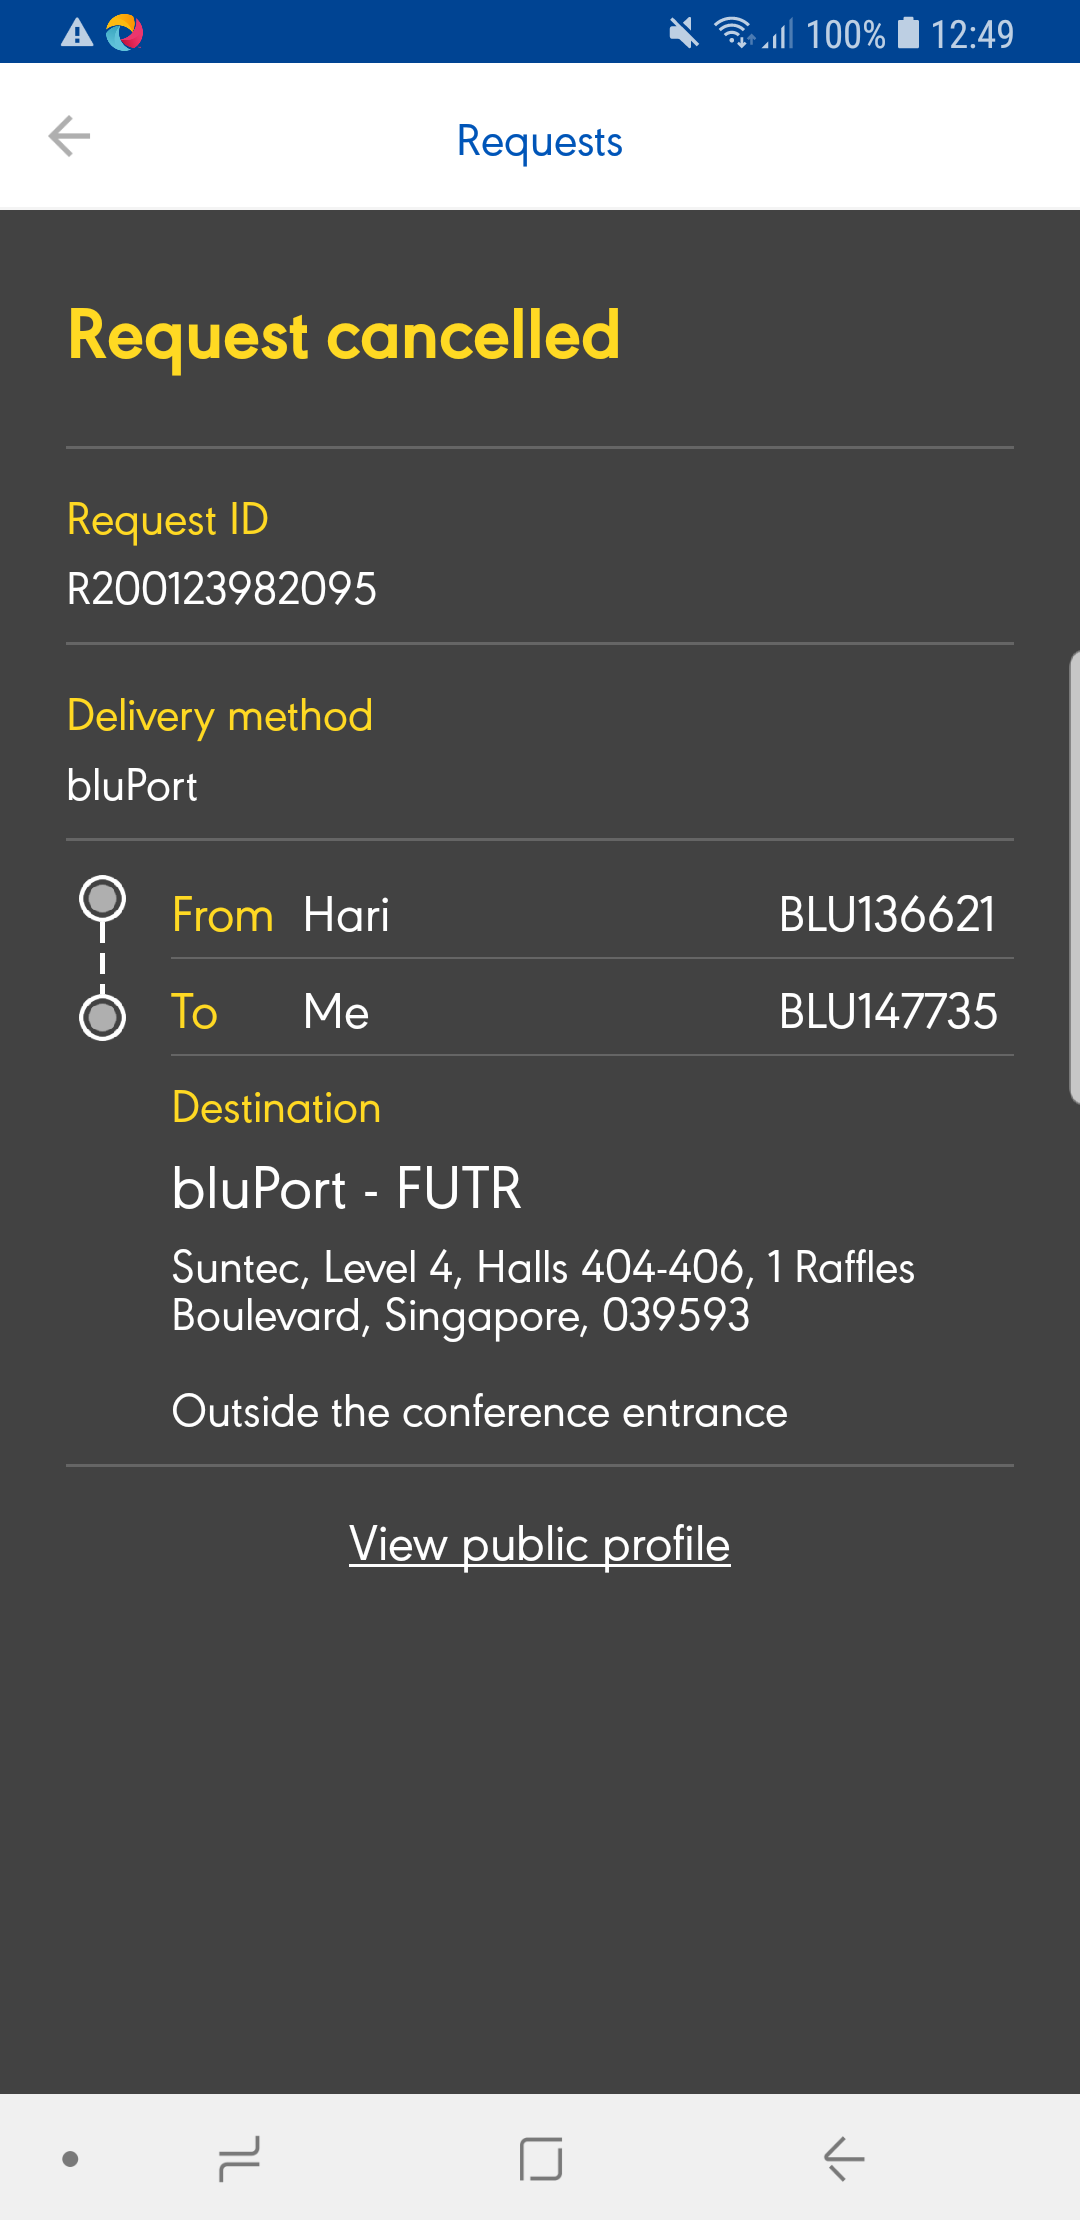 100% 12:49
Requests
Request cancelled
Request ID
R200123982095
Delivery method
bluPort
From Hari BLU136621
To Me BLU147735
Destination
bluPort - FUTR
Suntec, Level 4, Halls 404-406, 1 Raffles
Boulevard, Singapore, 039593
Outside the conference entrance
View public profile